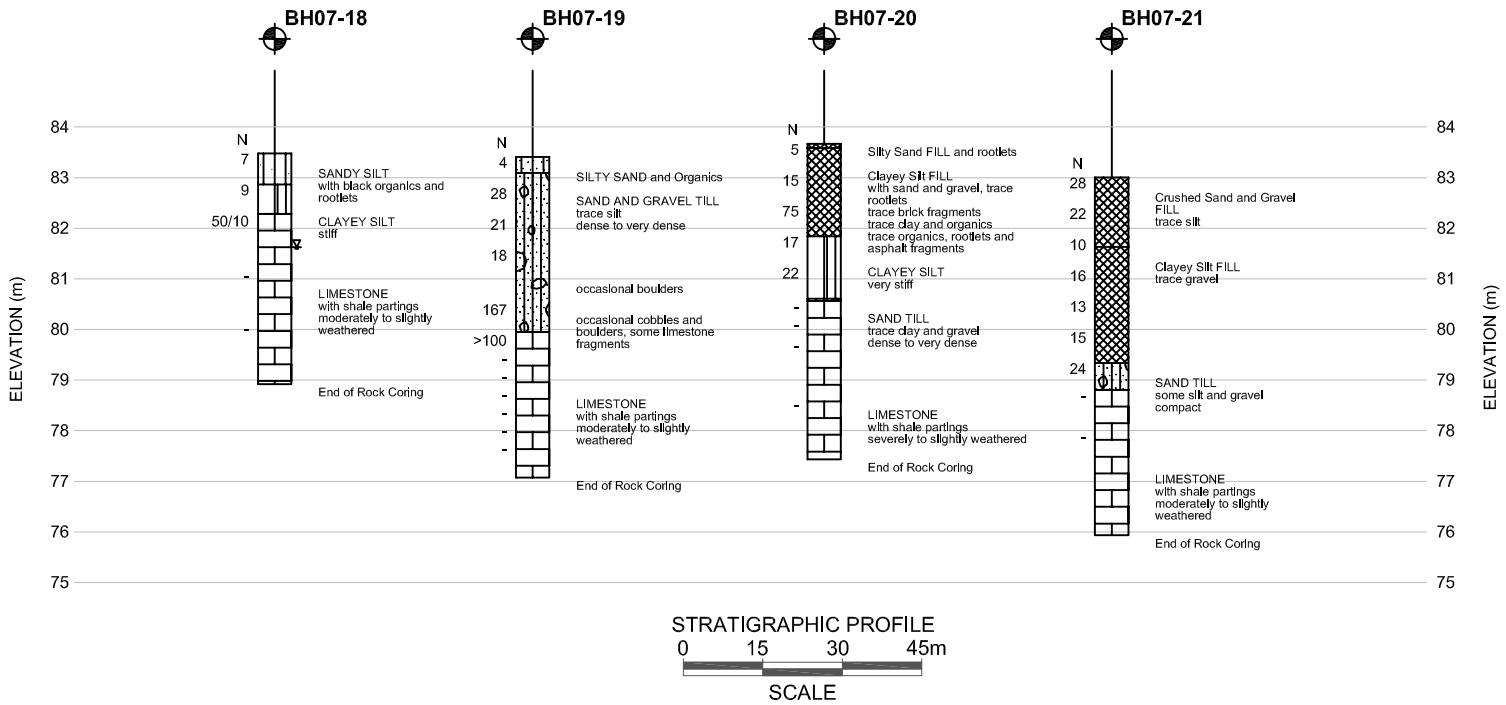 BH07-18
BH07-19
BH07-20
BH07-21
ELEVATION (m)
84
83
82
81
80
79
78
77
76
75
N
7
9
50/10
-
-
SANDY SILT
with black organics and
rootlets
CLAYEY SILT
stiff
LIMESTONE
with shale partings
moderately to slightly
weathered
End of Rock Coring
N
4
28
21
18
167
>100
-
-
-
-
-
-
SILTY SAND and Organics
SAND AND GRAVEL TILL
trace silt
dense to very dense
occasional boulders
occasional cobbles and
boulders, some limestone
fragments
LIMESTONE
with shale partings
moderately to slightly
weathered
End of Rock Coring
N
5
15
75
17
22
-
-
-
-
Silty Sand FILL and rootlets
Clayey Silt FILL
with sand and gravel, trace
rootlets
trace brick fragments
trace clay and organics
trace organics, rootlets and
asphalt fragments
CLAYEY SILT
very stiff
SAND TILL
trace clay and gravel
dense to very dense
LIMESTONE
with shale partings
severely to slightly weathered
End of Rock Coring
N
28
22
10
16
13
15
24
-
-
Crushed Sand and Gravel
FILL
trace silt
Clayey Silt FILL
trace gravel
SAND TILL
some silt and gravel
compact
LIMESTONE
with shale partings
moderately to slightly
weathered
End of Rock Coring
84
83
82
81
80
79
78
77
76
75
ELEVATION (m)
STRATIGRAPHIC PROFILE
0 15 30 45m
SCALE